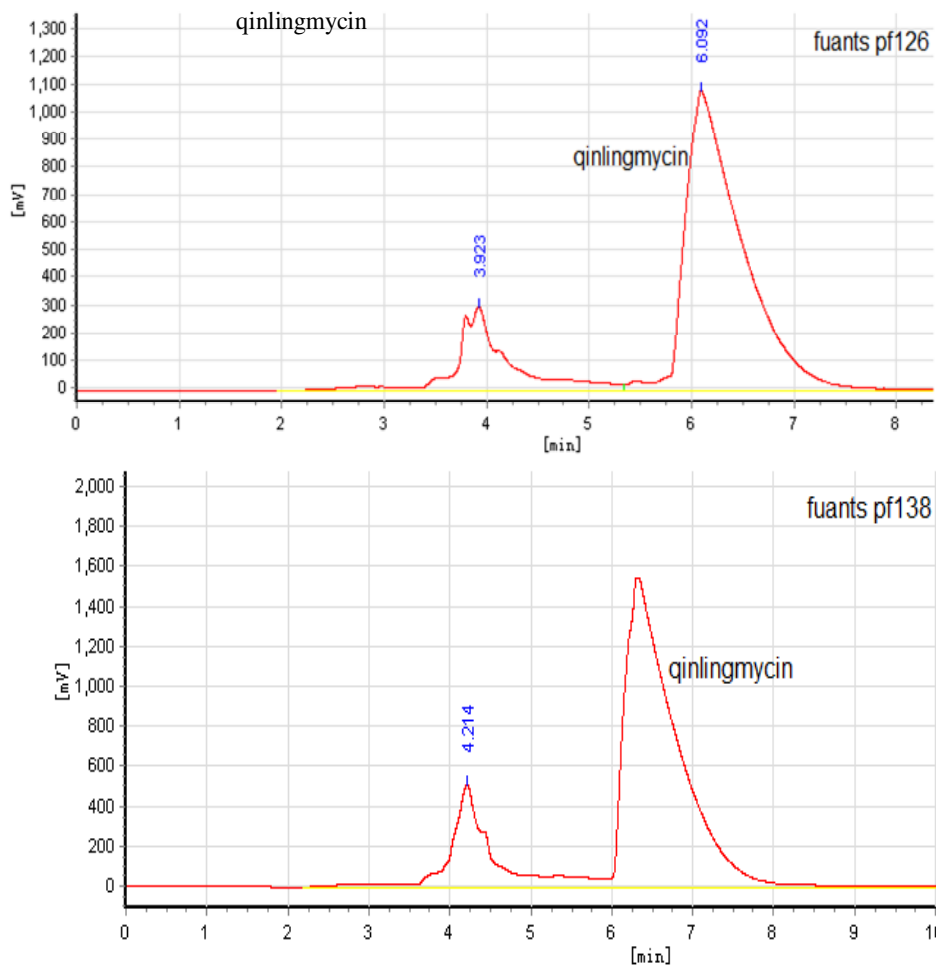 qinlingmycin
fuants pf126
1,300
1,200
1,100
1,000
900
800
700
600
500
400
300
200
100
0
[mV]
6.092
qinlingmycin
3.923
0 1 2 3 4 5 6 7 8
[min]
fuants pf138
2,000
1,800
1,600
1,400
1,200
1,000
800
600
400
200
0
[mV]
qinlingmycin
4.214
0 1 2 3 4 5 6 7 8 9 10
[min]